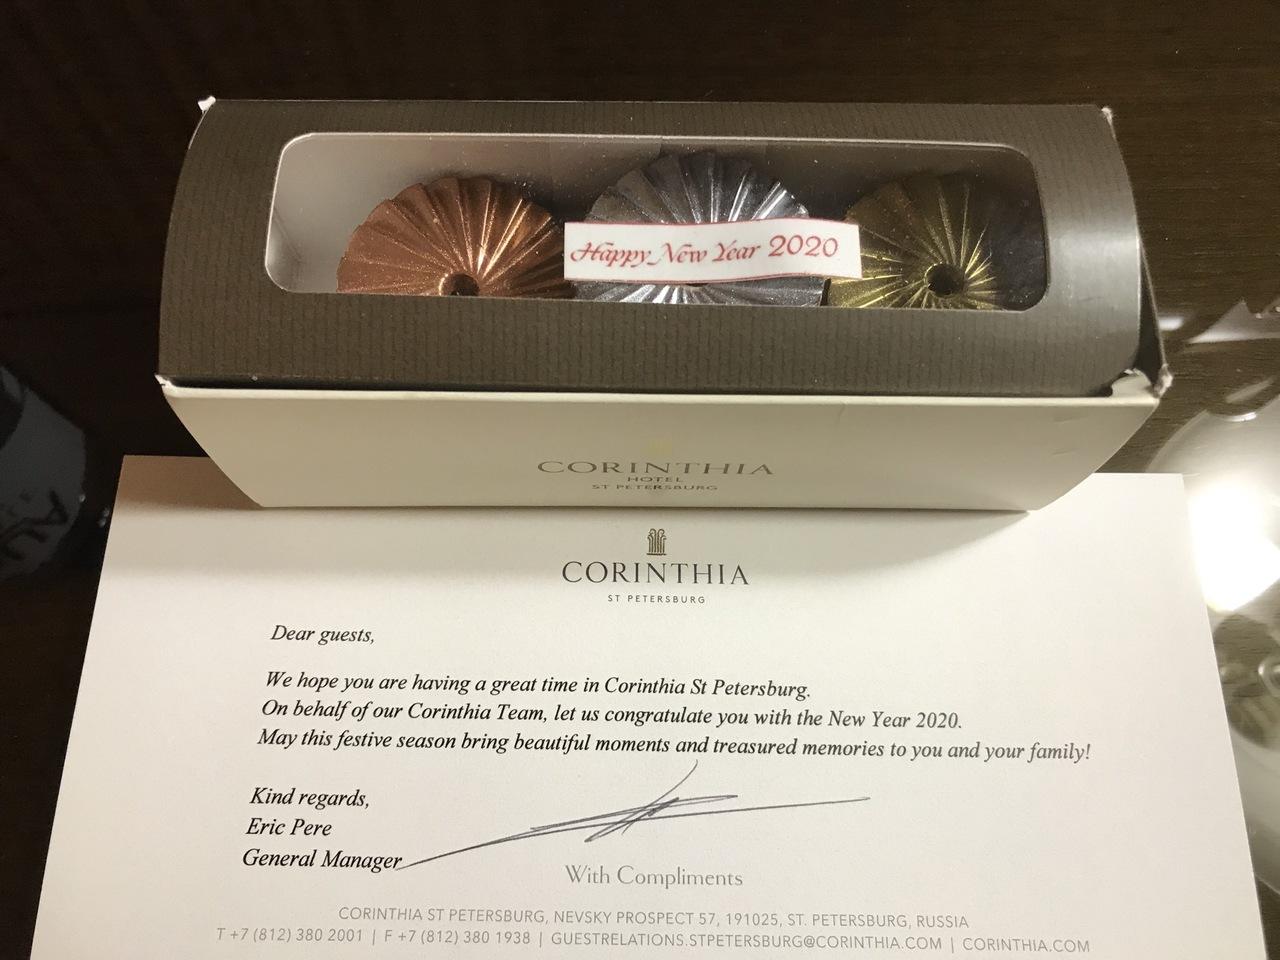 Happy New Year 2020
CORINTHIA
HOTEL
ST PETERSBURG
CORINTHIA
ST PETERSBURG
Dear guests,
We hope you are having a great time in Corinthia St Petersburg.
On behalf of our Corinthia Team, let us congratulate you with the New Year 2020.
May this festive season bring beautiful moments and treasured memories to you and your family!
Kind regards,
Eric Pere
General Manager
With Compliments
CORINTHIA ST PETERSBURG, NEVSKY PROSPECT 57, 191025, ST. PETERSBURG, RUSSIA
T +7 (812) 380 2001 | F +7 (812) 380 1938 | GUESTRELATIONS.STPETERSBURG@CORINTHIA.COM | CORINTHIA.COM